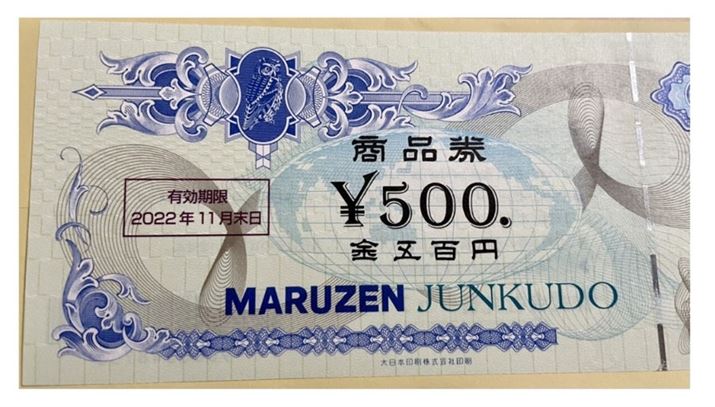 商品券
有効期限
2022年11月末日
¥500.
金五百円
MARUZEN JUNKUDO
大日本印刷株式会社印刷